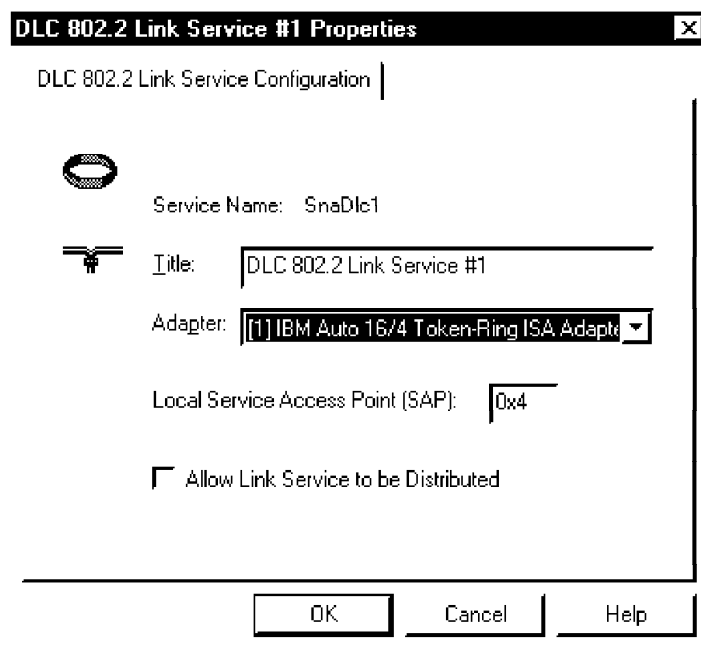 DLC 802.2 Link Service #1 Properties
DLC 802.2 Link Service Configuration
Service Name: SnaDlc1
Title: DLC 802.2 Link Service #1
Adapter: [1] IBM Auto 16/4 Token-Ring ISA Adapte
Local Service Access Point (SAP): 0x4
Allow Link Service to be Distributed
OK Cancel Help